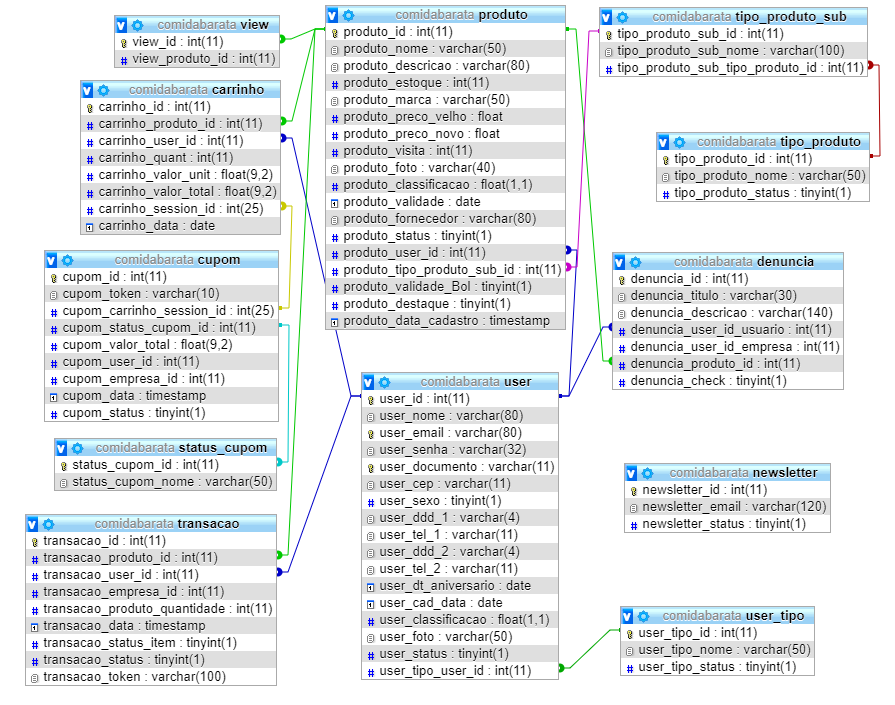 comidabarata view
view_id : int(11)
view_produto_id : int(11)
comidabarata carrinho
carrinho_id : int(11)
carrinho_produto_id : int(11)
carrinho_user_id : int(11)
carrinho_quant : int(11)
carrinho_valor_unit : float(9,2)
carrinho_valor_total : float(9,2)
carrinho_session_id : int(25)
carrinho_data : date
comidabarata cupom
cupom_id : int(11)
cupom_token : varchar(10)
cupom_carrinho_session_id : int(25)
cupom_status_cupom_id : int(11)
cupom_valor_total : float(9,2)
cupom_user_id : int(11)
cupom_empresa_id : int(11)
cupom_data : timestamp
cupom_status : tinyint(1)
comidabarata status_cupom
status_cupom_id : int(11)
status_cupom_nome : varchar(50)
comidabarata transacao
transacao_id : int(11)
transacao_produto_id : int(11)
transacao_user_id : int(11)
transacao_empresa_id : int(11)
transacao_produto_quantidade : int(11)
transacao_data : timestamp
transacao_status_item : tinyint(1)
transacao_status : tinyint(1)
transacao_token : varchar(100)
comidabarata produto
produto_id : int(11)
produto_nome : varchar(50)
produto_descricao : varchar(80)
produto_estoque : int(11)
produto_marca : varchar(50)
produto_preco_velho : float
produto_preco_novo : float
produto_visita : int(11)
produto_foto : varchar(40)
produto_classificacao : float(1,1)
produto_validade : date
produto_fornecedor : varchar(80)
produto_status : tinyint(1)
produto_user_id : int(11)
produto_tipo_produto_sub_id : int(11)
produto_validade_Bol : tinyint(1)
produto_destaque : tinyint(1)
produto_data_cadastro : timestamp
comidabarata user
user_id : int(11)
user_nome : varchar(80)
user_email : varchar(80)
user_senha : varchar(32)
user_documento : varchar(11)
user_cep : varchar(11)
user_sexo : tinyint(1)
user_ddd_1 : varchar(4)
user_tel_1 : varchar(11)
user_ddd_2 : varchar(4)
user_tel_2 : varchar(11)
user_dt_aniversario : date
user_cad_data : date
user_classificacao : float(1,1)
user_foto : varchar(50)
user_status : tinyint(1)
user_tipo_user_id : int(11)
comidabarata tipo_produto_sub
tipo_produto_sub_id : int(11)
tipo_produto_sub_nome : varchar(100)
tipo_produto_sub_tipo_produto_id : int(11)
comidabarata tipo_produto
tipo_produto_id : int(11)
tipo_produto_nome : varchar(50)
tipo_produto_status : tinyint(1)
comidabarata denuncia
denuncia_id : int(11)
denuncia_titulo : varchar(30)
denuncia_descricao : varchar(140)
denuncia_user_id_usuario : int(11)
denuncia_user_id_empresa : int(11)
denuncia_produto_id : int(11)
denuncia_check : tinyint(1)
comidabarata newsletter
newsletter_id : int(11)
newsletter_email : varchar(120)
newsletter_status : tinyint(1)
comidabarata user_tipo
user_tipo_id : int(11)
user_tipo_nome : varchar(50)
user_tipo_status : tinyint(1)